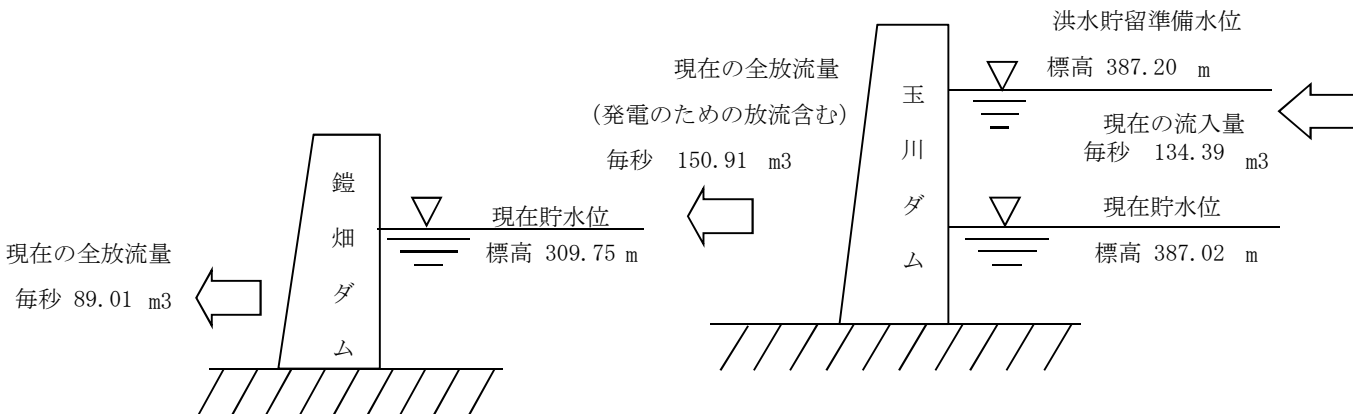 洪水貯留準備水位
標高 387.20 m
現在の全放流量
(発電のための放流含む)
毎秒 150.91 m3
玉川ダム
現在の流入量
毎秒 134.39 m3
現在貯水位
標高 387.02 m
鎧畑ダム
現在貯水位
標高 309.75 m
現在の全放流量
毎秒 89.01 m3